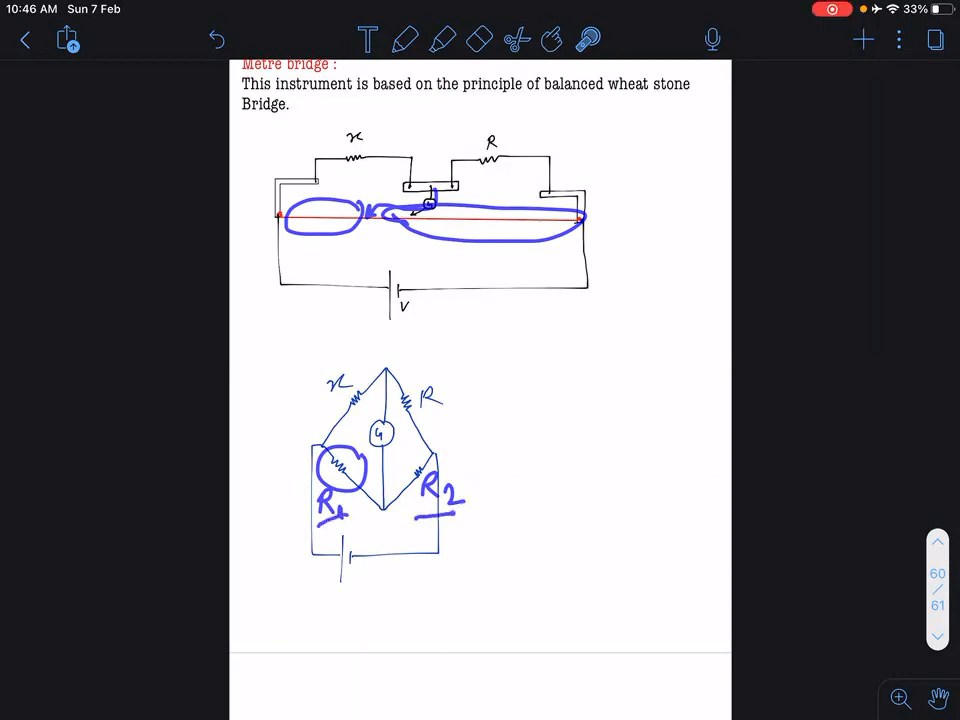 10:46 AM Sun 7 Feb
33%
Metre bridge :
This instrument is based on the principle of balanced wheat stone
Bridge.
x
R
G
V
x
R
G
R1
R2
60
/
61